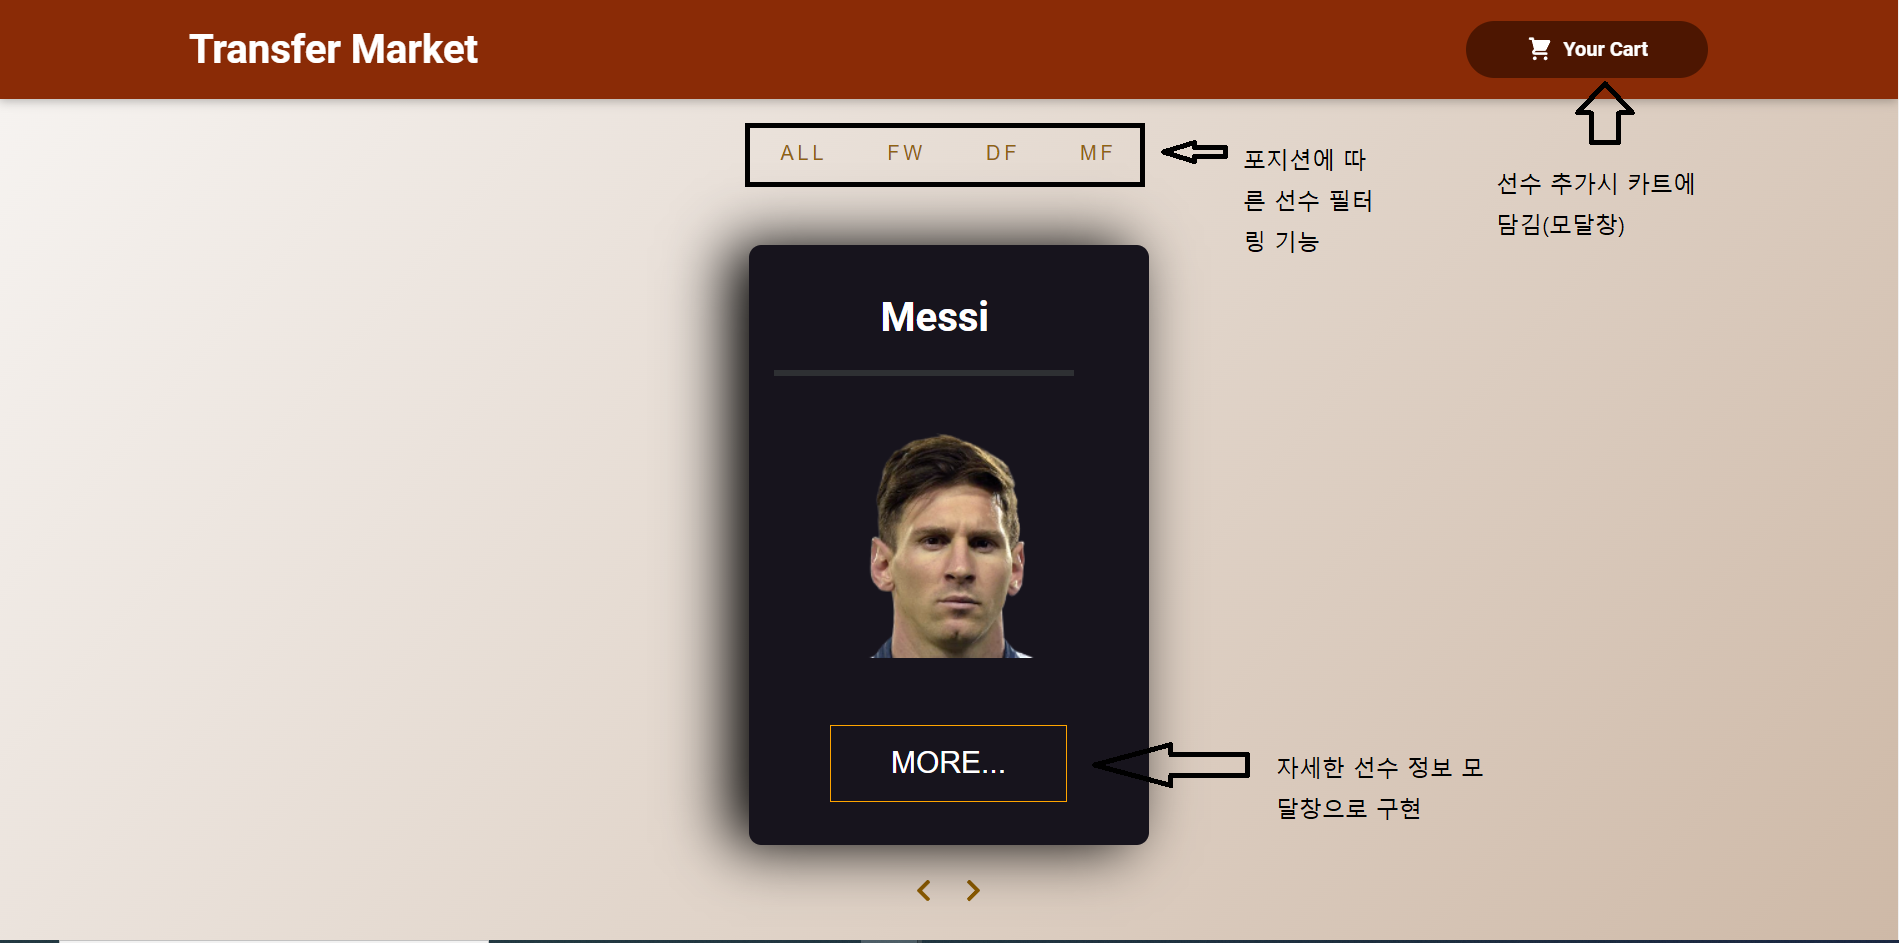 Transfer Market
Your Cart
ALL FW DF MF
포지션에 따
른 선수 필터
링 기능
선수 추가시 카트에
담김(모달창)
Messi
MORE...
자세한 선수 정보 모
달창으로 구현